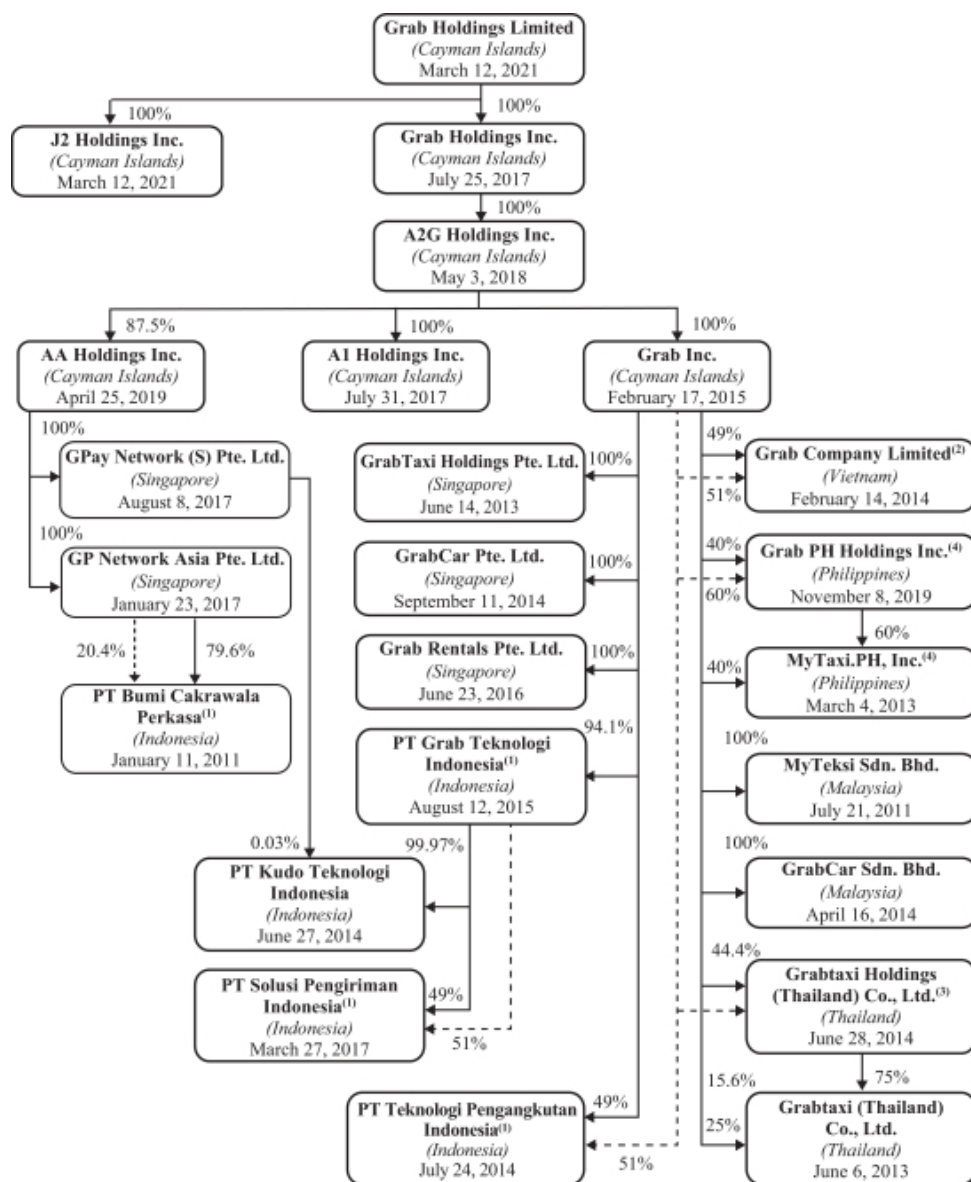 Grab Holdings Limited
(Cayman Islands)
March 12, 2021
100%
100%
J2 Holdings Inc.
(Cayman Islands)
March 12, 2021
Grab Holdings Inc.
(Cayman Islands)
July 25, 2017
100%
A2G Holdings Inc.
(Cayman Islands)
May 3, 2018
87.5%
100%
100%
AA Holdings Inc.
(Cayman Islands)
April 25, 2019
A1 Holdings Inc.
(Cayman Islands)
July 31, 2017
Grab Inc.
(Cayman Islands)
February 17, 2015
100%
GPay Network (S) Pte. Ltd.
(Singapore)
August 8, 2017
100%
GP Network Asia Pte. Ltd.
(Singapore)
January 23, 2017
20.4%
79.6%
PT Bumi Cakrawala
Perkasa(1)
(Indonesia)
January 11, 2011
GrabTaxi Holdings Pte. Ltd.
(Singapore)
June 14, 2013
100%
GrabCar Pte. Ltd.
(Singapore)
September 11, 2014
100%
Grab Rentals Pte. Ltd.
(Singapore)
June 23, 2016
100%
PT Grab Teknologi
Indonesia(1)
(Indonesia)
August 12, 2015
94.1%
0.03%
99.97%
PT Kudo Teknologi
Indonesia
(Indonesia)
June 27, 2014
PT Solusi Pengiriman
Indonesia(1)
(Indonesia)
March 27, 2017
49%
51%
PT Teknologi Pengangkutan
Indonesia(1)
(Indonesia)
July 24, 2014
49%
51%
49%
51%
Grab Company Limited(2)
(Vietnam)
February 14, 2014
40%
60%
Grab PH Holdings Inc.(4)
(Philippines)
November 8, 2019
60%
40%
MyTaxi.PH, Inc.(4)
(Philippines)
March 4, 2013
100%
MyTeksi Sdn. Bhd.
(Malaysia)
July 21, 2011
100%
GrabCar Sdn. Bhd.
(Malaysia)
April 16, 2014
44.4%
Grabtaxi Holdings
(Thailand) Co., Ltd.(3)
(Thailand)
June 28, 2014
15.6%
75%
25%
Grabtaxi (Thailand)
Co., Ltd.
(Thailand)
June 6, 2013